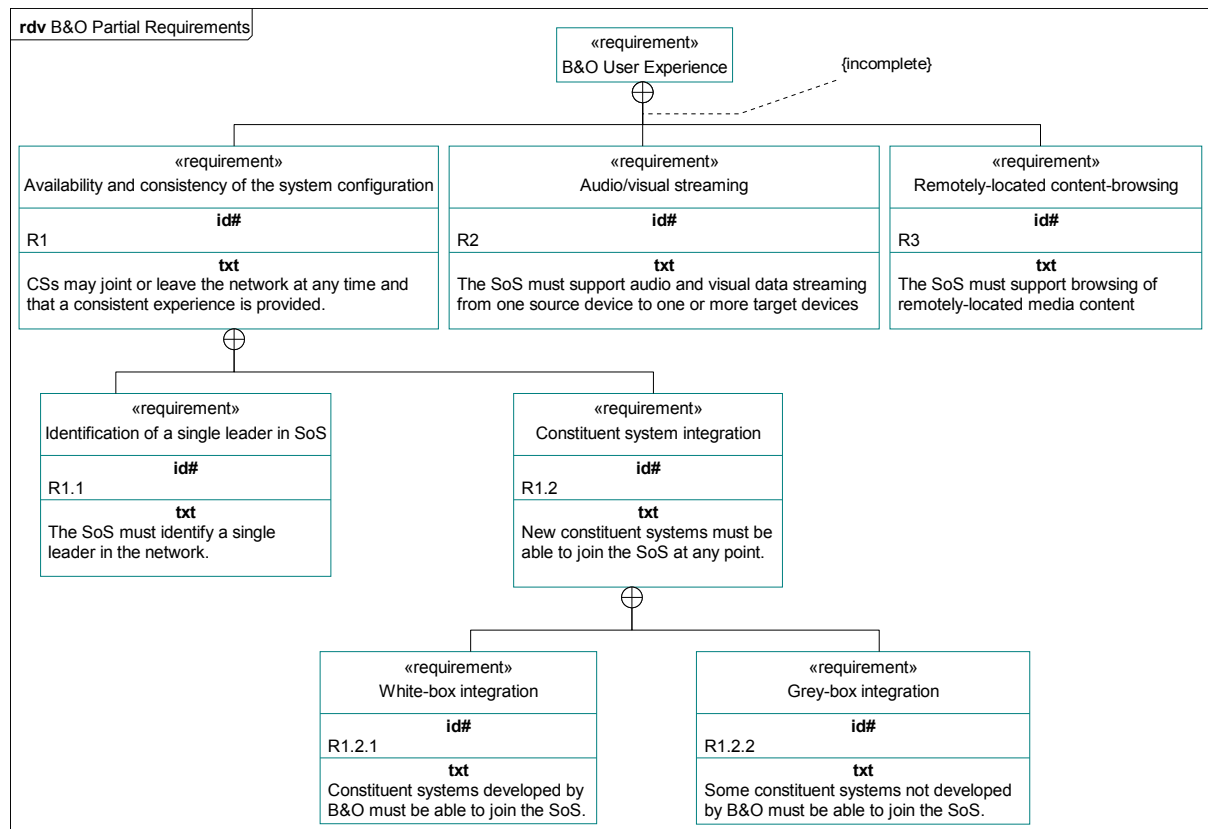 rdv B&O Partial Requirements
«requirement»
B&O User Experience
{incomplete}
«requirement»
Availability and consistency of the system configuration
id#
R1
txt
CSs may joint or leave the network at any time and
that a consistent experience is provided.
«requirement»
Audio/visual streaming
id#
R2
txt
The SoS must support audio and visual data streaming
from one source device to one or more target devices
«requirement»
Remotely-located content-browsing
id#
R3
txt
The SoS must support browsing of
remotely-located media content
«requirement»
Identification of a single leader in SoS
id#
R1.1
txt
The SoS must identify a single
leader in the network.
«requirement»
Constituent system integration
id#
R1.2
txt
New constituent systems must be
able to join the SoS at any point.
«requirement»
White-box integration
id#
R1.2.1
txt
Constituent systems developed by
B&O must be able to join the SoS.
«requirement»
Grey-box integration
id#
R1.2.2
txt
Some constituent systems not developed
by B&O must be able to join the SoS.